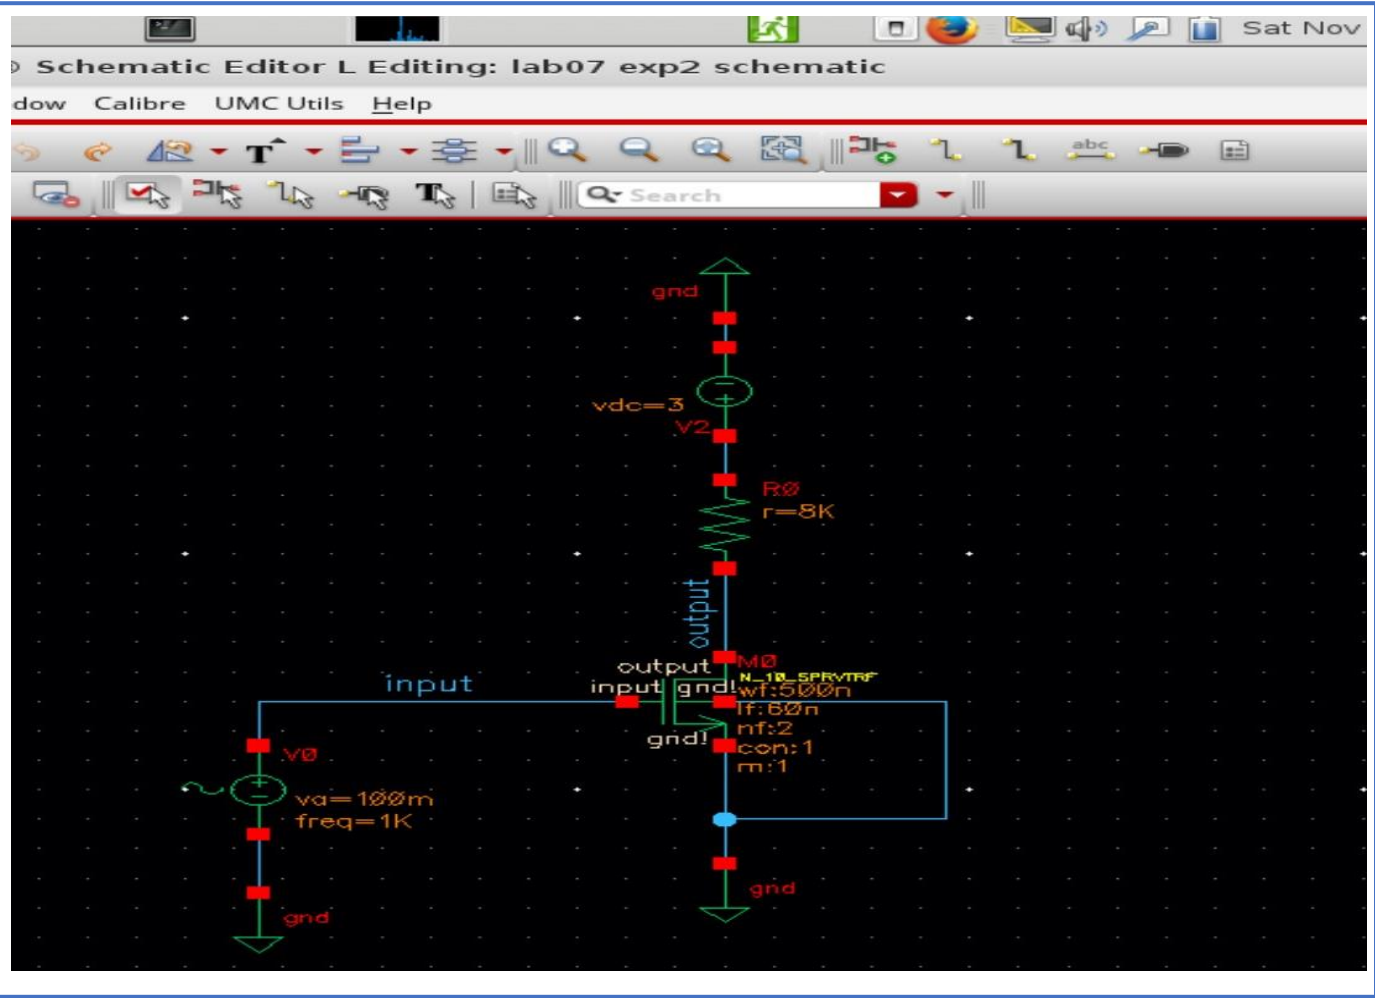 Sat Nov
Schematic Editor L Editing: lab07 exp2 schematic
dow Calibre UMC Utils Help
abc
Search
gnd
vdc=3
V2
R0
r=8K
output
output M0
N_10_SPRVTRF
input
input gnd! wf:500n
lf:60n
nf:2
gnd!
con:1
m:1
V0
va=100m
freq=1K
gnd
gnd